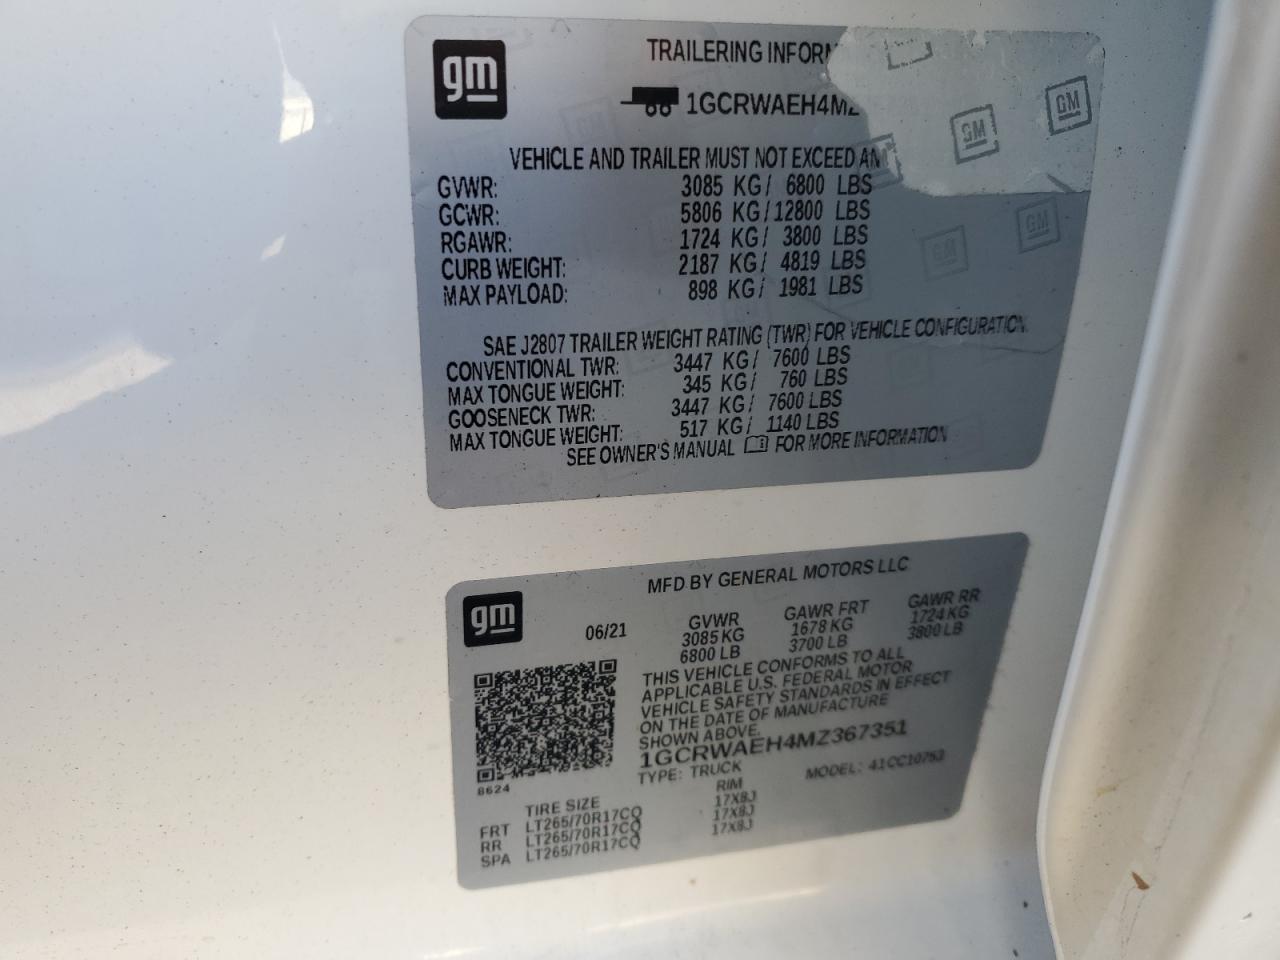 gm
TRAILERING INFORM
1GCRWAEH4MZ
VEHICLE AND TRAILER MUST NOT EXCEED AN
GVWR: 3085 KG/ 6800 LBS
GCWR: 5806 KG/12800 LBS
RGAWR: 1724 KG/ 3800 LBS
CURB WEIGHT: 2187 KG/ 4819 LBS
MAX PAYLOAD: 898 KG/ 1981 LBS
SAE J2807 TRAILER WEIGHT RATING (TWR) FOR VEHICLE CONFIGURATION
CONVENTIONAL TWR: 3447 KG/ 7600 LBS
MAX TONGUE WEIGHT: 345 KG/ 760 LBS
GOOSENECK TWR: 3447 KG/ 7600 LBS
MAX TONGUE WEIGHT: 517 KG/ 1140 LBS
SEE OWNER'S MANUAL FOR MORE INFORMATION
GM
GM
GM
GM
GM
gm
MFD BY GENERAL MOTORS LLC
06/21 GVWR GAWR FRT GAWR RR
3085 KG 1678 KG 1724 KG
6800 LB 3700 LB 3800 LB
THIS VEHICLE CONFORMS TO ALL
APPLICABLE U.S. FEDERAL MOTOR
VEHICLE SAFETY STANDARDS IN EFFECT
ON THE DATE OF MANUFACTURE
SHOWN ABOVE.
1GCRWAEH4MZ367351
TYPE: TRUCK MODEL: 41CC10753
8624
TIRE SIZE RIM
FRT LT265/70R17CQ 17X8J
RR LT265/70R17CQ 17X8J
SPA LT265/70R17CQ 17X8J